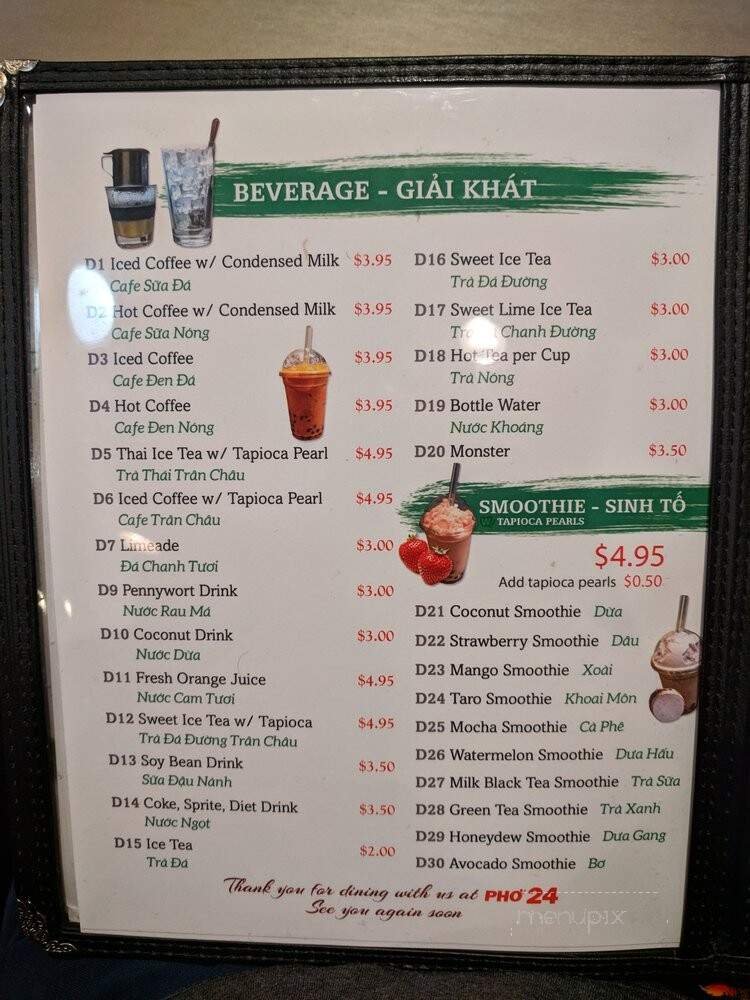 BEVERAGE - GIẢI KHÁT
D1 Iced Coffee w/ Condensed Milk $3.95
Cafe Sữa Đá
D2 Hot Coffee w/ Condensed Milk $3.95
Cafe Sữa Nóng
D3 Iced Coffee $3.95
Cafe Đen Đá
D4 Hot Coffee $3.95
Cafe Đen Nóng
D5 Thai Ice Tea w/ Tapioca Pearl $4.95
Trà Thái Trân Châu
D6 Iced Coffee w/ Tapioca Pearl $4.95
Cafe Trân Châu
D7 Limeade $3.00
Đá Chanh Tươi
D9 Pennywort Drink $3.00
Nước Rau Má
D10 Coconut Drink $3.00
Nước Dừa
D11 Fresh Orange Juice $4.95
Nước Cam Tươi
D12 Sweet Ice Tea w/ Tapioca $4.95
Trà Đá Đường Trân Châu
D13 Soy Bean Drink $3.50
Sữa Đậu Nành
D14 Coke, Sprite, Diet Drink $3.50
Nước Ngọt
D15 Ice Tea $2.00
Trà Đá
D16 Sweet Ice Tea $3.00
Trà Đá Đường
D17 Sweet Lime Ice Tea $3.00
Chanh Đường
D18 Hot Tea per Cup $3.00
Trà Nóng
D19 Bottle Water $3.00
Nước Khoáng
D20 Monster $3.50
SMOOTHIE - SINH TỐ
W/ TAPIOCA PEARLS
$4.95
Add tapioca pearls $0.50
D21 Coconut Smoothie Dừa
D22 Strawberry Smoothie Dâu
D23 Mango Smoothie Xoài
D24 Taro Smoothie Khoai Môn
D25 Mocha Smoothie Cà Phê
D26 Watermelon Smoothie Dưa Hấu
D27 Milk Black Tea Smoothie Trà Sữa
D28 Green Tea Smoothie Trà Xanh
D29 Honeydew Smoothie Dưa Gang
D30 Avocado Smoothie Bơ
Thank you for dining with us at PHỞ 24
See you again soon
menupix